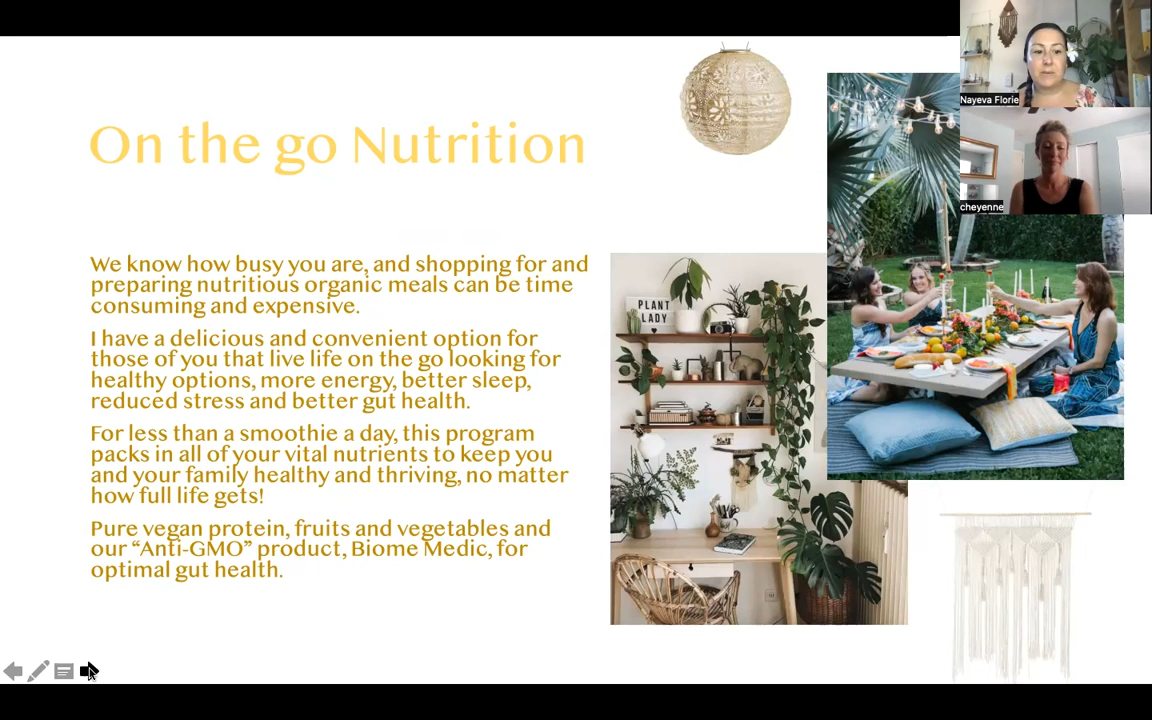 On the go Nutrition
We know how busy you are, and shopping for and
preparing nutritious organic meals can be time
consuming and expensive.
I have a delicious and convenient option for
those of you that live life on the go looking for
healthy options, more energy, better sleep,
reduced stress and better gut health.
For less than a smoothie a day, this program
packs in all of your vital nutrients to keep you
and your family healthy and thriving, no matter
how full life gets!
Pure vegan protein, fruits and vegetables and
our “Anti-GMO” product, Biome Medic, for
optimal gut health.
PLANT
LADY
Nayeva Florie
cheyenne